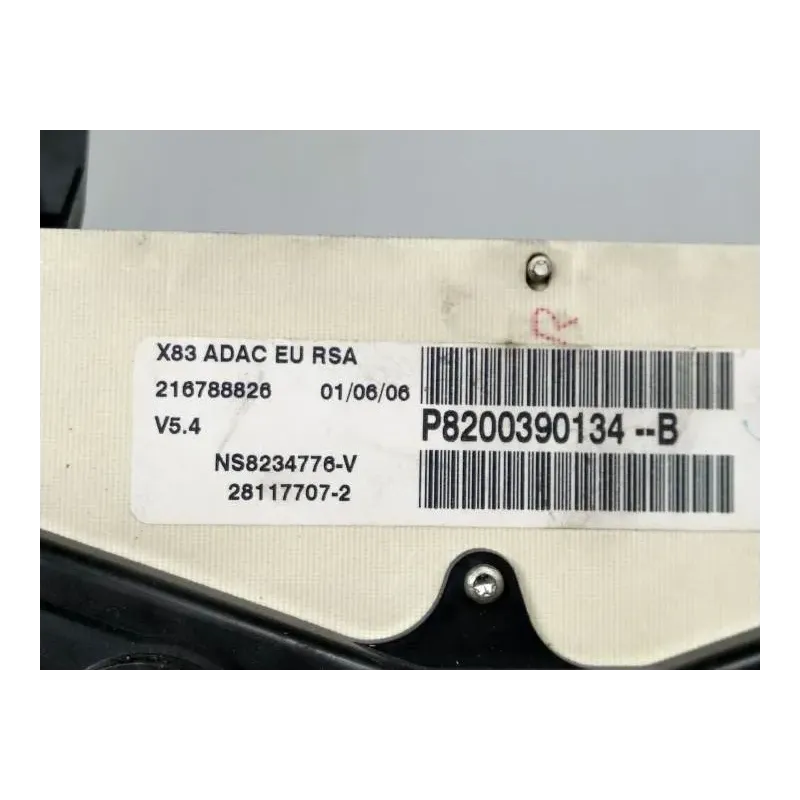 X83 ADAC EU RSA
216788826 01/06/06
V5.4
P8200390134 --B
NS8234776-V
28117707-2
R